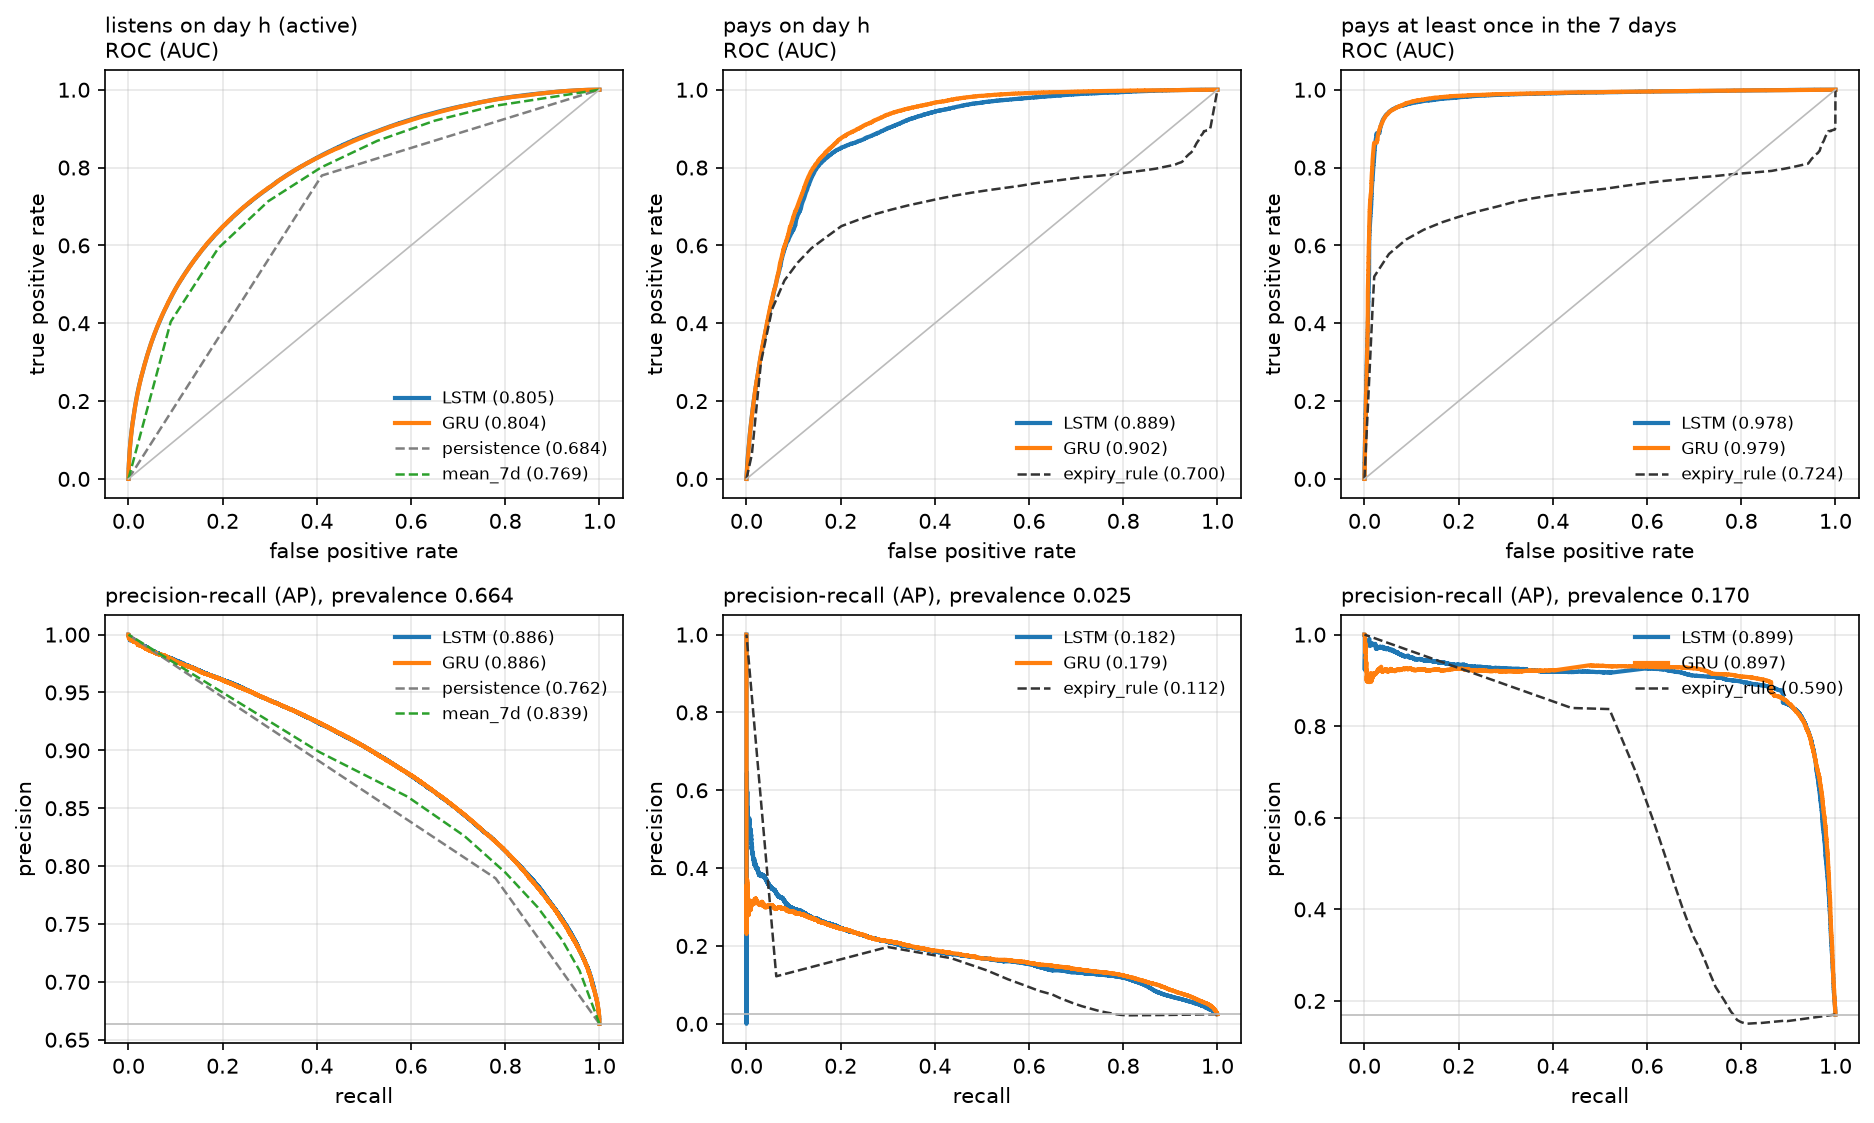 listens on day h (active)
ROC (AUC)
true positive rate
1.0
0.8
0.6
0.4
0.2
0.0
LSTM (0.805)
GRU (0.804)
persistence (0.684)
mean_7d (0.769)
0.0 0.2 0.4 0.6 0.8 1.0
false positive rate
pays on day h
ROC (AUC)
true positive rate
1.0
0.8
0.6
0.4
0.2
0.0
LSTM (0.889)
GRU (0.902)
expiry_rule (0.700)
0.0 0.2 0.4 0.6 0.8 1.0
false positive rate
pays at least once in the 7 days
ROC (AUC)
true positive rate
1.0
0.8
0.6
0.4
0.2
0.0
LSTM (0.978)
GRU (0.979)
expiry_rule (0.724)
0.0 0.2 0.4 0.6 0.8 1.0
false positive rate
precision-recall (AP), prevalence 0.664
precision
1.00
0.95
0.90
0.85
0.80
0.75
0.70
0.65
LSTM (0.886)
GRU (0.886)
persistence (0.762)
mean_7d (0.839)
0.0 0.2 0.4 0.6 0.8 1.0
recall
precision-recall (AP), prevalence 0.025
precision
1.0
0.8
0.6
0.4
0.2
0.0
LSTM (0.182)
GRU (0.179)
expiry_rule (0.112)
0.0 0.2 0.4 0.6 0.8 1.0
recall
precision-recall (AP), prevalence 0.170
precision
1.0
0.8
0.6
0.4
0.2
LSTM (0.899)
GRU (0.897)
expiry_rule (0.590)
0.0 0.2 0.4 0.6 0.8 1.0
recall